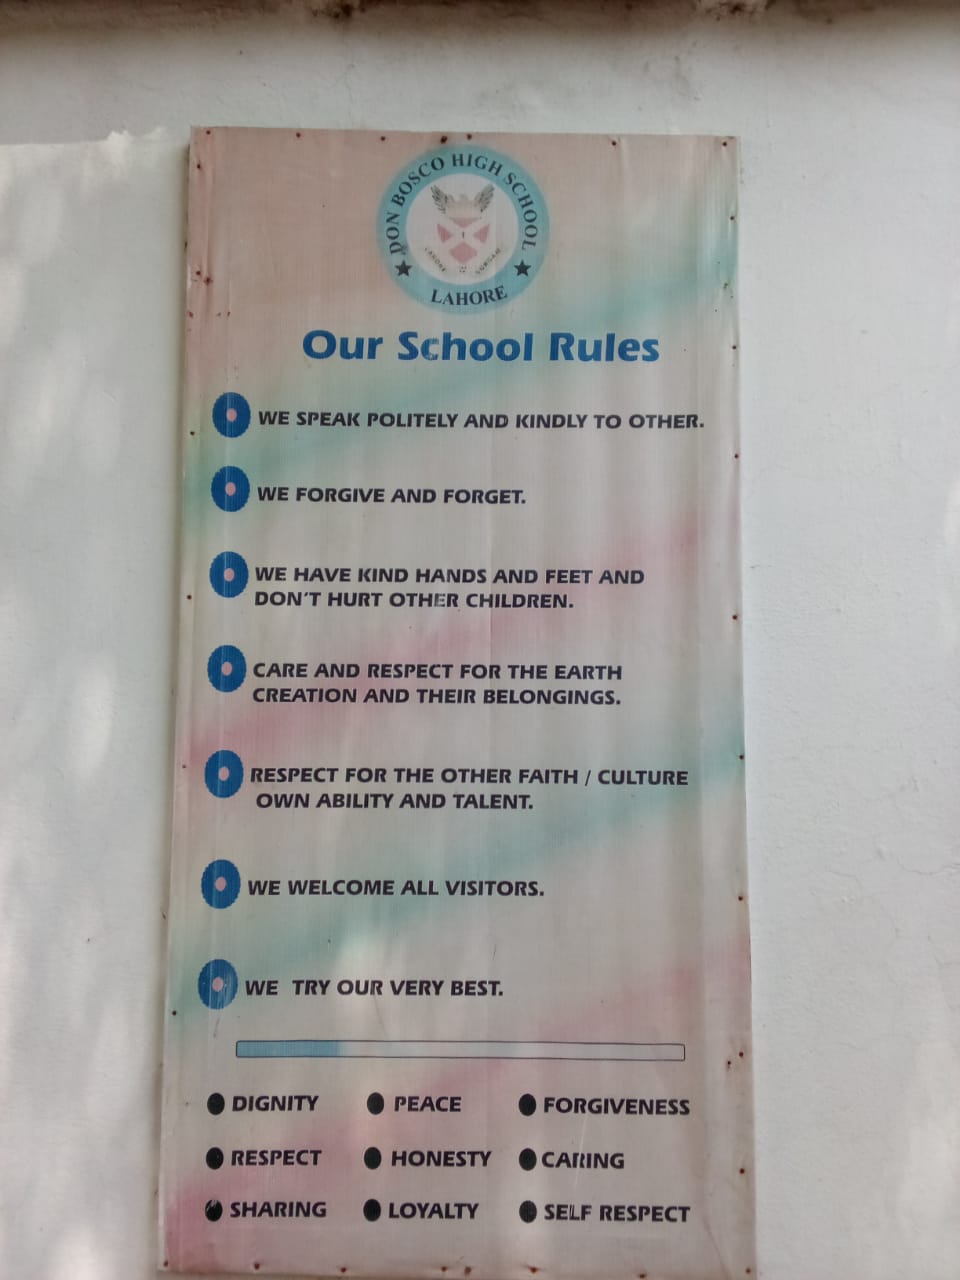 DON BOSCO HIGH SCHOOL
LAHORE
Our School Rules
WE SPEAK POLITELY AND KINDLY TO OTHER.
WE FORGIVE AND FORGET.
WE HAVE KIND HANDS AND FEET AND
DON'T HURT OTHER CHILDREN.
CARE AND RESPECT FOR THE EARTH
CREATION AND THEIR BELONGINGS.
RESPECT FOR THE OTHER FAITH / CULTURE
OWN ABILITY AND TALENT.
WE WELCOME ALL VISITORS.
WE TRY OUR VERY BEST.
DIGNITY PEACE FORGIVENESS
RESPECT HONESTY CARING
SHARING LOYALTY SELF RESPECT